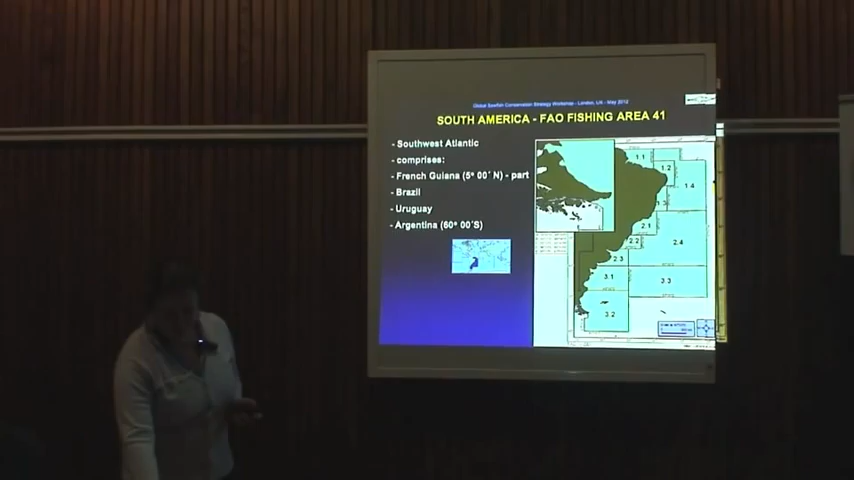 Global Sawfish Conservation Strategy Workshop - London, UK - May 2012
SOUTH AMERICA - FAO FISHING AREA 41
- Southwest Atlantic
- comprises:
- French Guiana (5° 00´ N) - part
- Brazil
- Uruguay
- Argentina (60° 00´S)
1.1
1.2
1.4
2.1
2.2
2.4
2.3
3.1
3.3
3.2